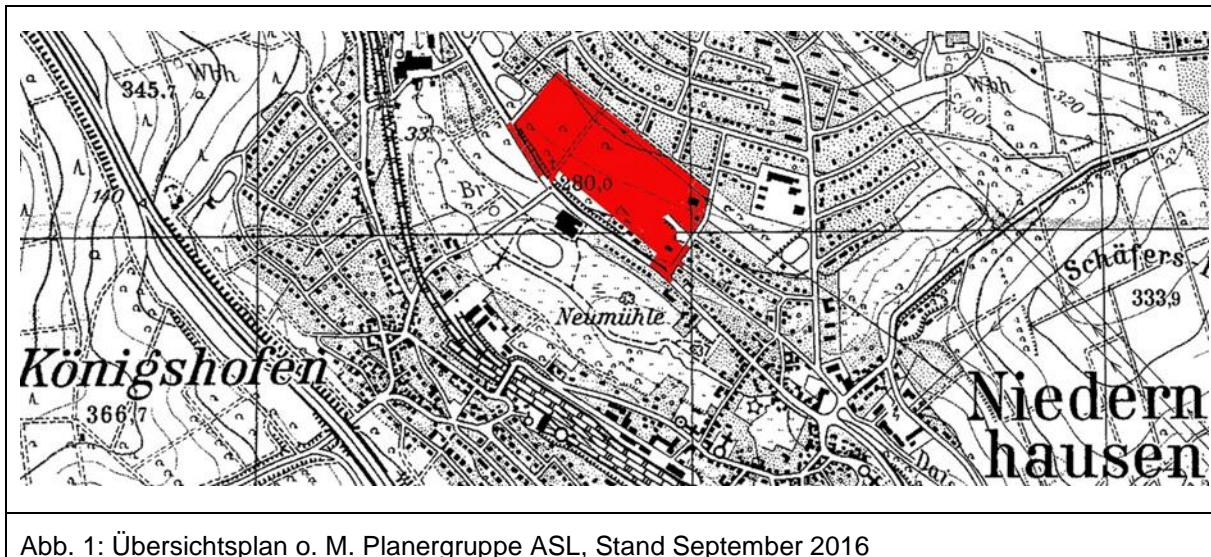 Wbh
345.7
Wbh
320
300
140
Br
280,0
Schäfers-
333,9
Neumühle
Königshofen
366,7
Niedern
hausen
Dais
Abb. 1: Übersichtsplan o. M. Planergruppe ASL, Stand September 2016